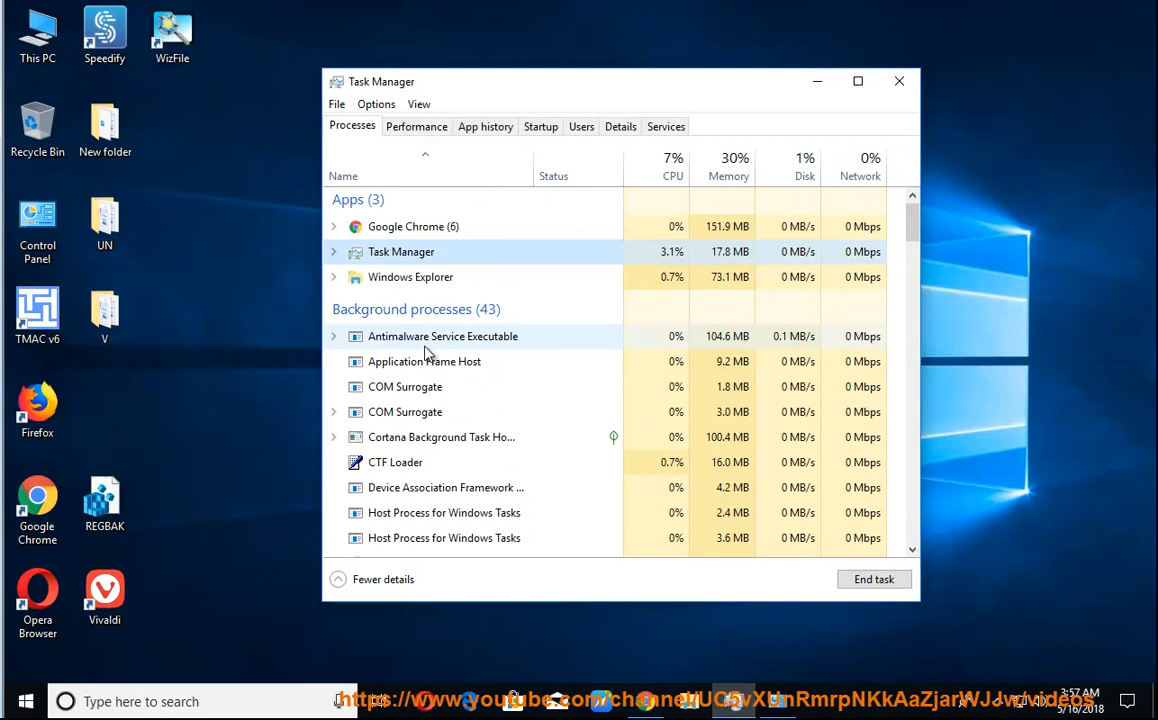 This PC
Speedify
WizFile
Recycle Bin
New folder
Control
Panel
UN
TMAC v6
V
Firefox
Google
Chrome
REGBAK
Opera
Browser
Vivaldi
Task Manager
File Options View
Processes Performance App history Startup Users Details Services
7% 30% 1% 0%
Name Status CPU Memory Disk Network
Apps (3)
Google Chrome (6) 0% 151.9 MB 0 MB/s 0 Mbps
Task Manager 3.1% 17.8 MB 0 MB/s 0 Mbps
Windows Explorer 0.7% 73.1 MB 0 MB/s 0 Mbps
Background processes (43)
Antimalware Service Executable 0% 104.6 MB 0.1 MB/s 0 Mbps
Application Frame Host 0% 9.2 MB 0 MB/s 0 Mbps
COM Surrogate 0% 1.8 MB 0 MB/s 0 Mbps
COM Surrogate 0% 3.0 MB 0 MB/s 0 Mbps
Cortana Background Task Ho... 0% 100.4 MB 0 MB/s 0 Mbps
CTF Loader 0.7% 16.0 MB 0 MB/s 0 Mbps
Device Association Framework ... 0% 4.2 MB 0 MB/s 0 Mbps
Host Process for Windows Tasks 0% 2.4 MB 0 MB/s 0 Mbps
Host Process for Windows Tasks 0% 3.6 MB 0 MB/s 0 Mbps
Fewer details End task
Type here to search
3:57 AM
5/16/2018